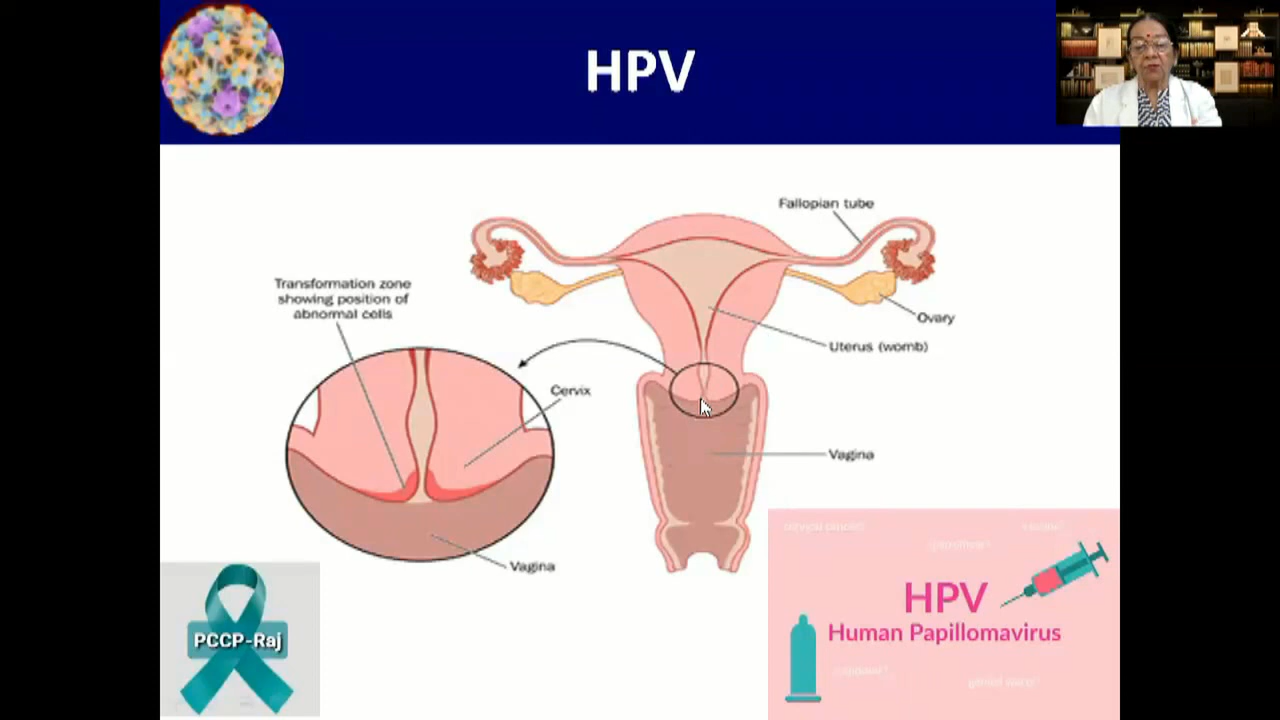 HPV
Fallopian tube
Transformation zone
showing position of
abnormal cells
Ovary
Uterus (womb)
Cervix
Vagina
Vagina
HPV
Human Papillomavirus
PCCP-Raj